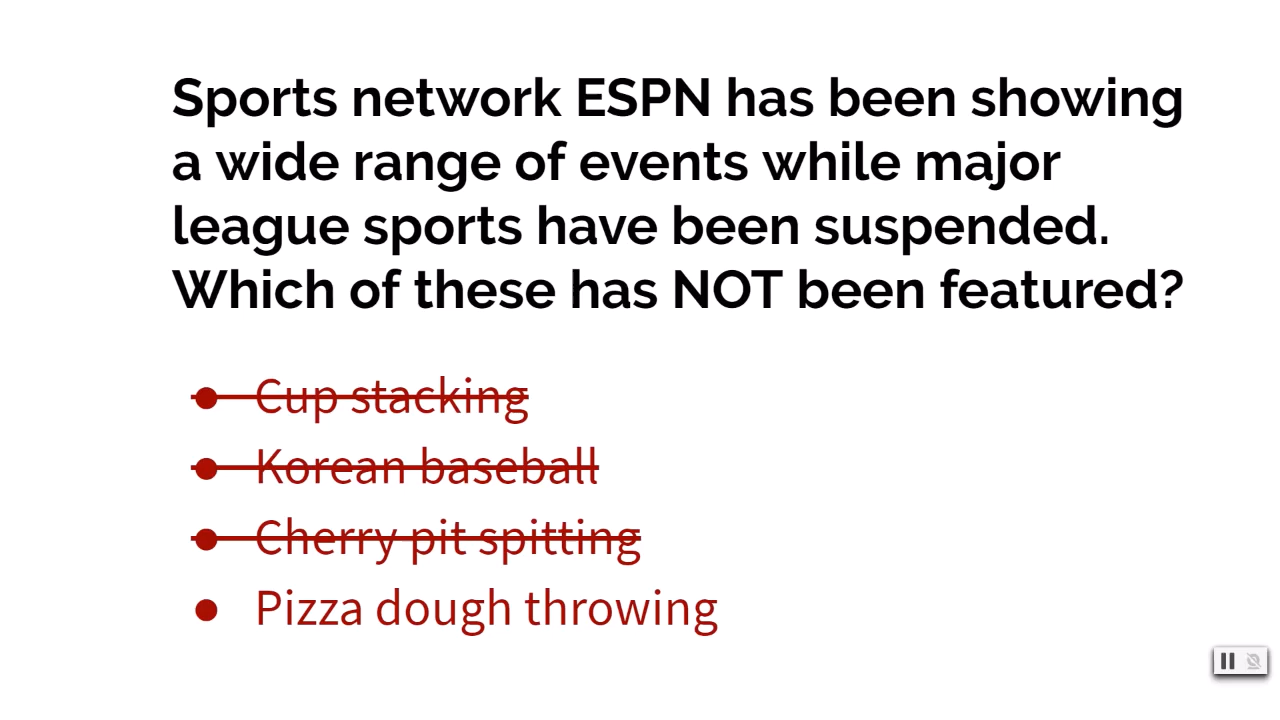 Sports network ESPN has been showing
a wide range of events while major
league sports have been suspended.
Which of these has NOT been featured?
● Cup stacking
● Korean baseball
● Cherry pit spitting
● Pizza dough throwing